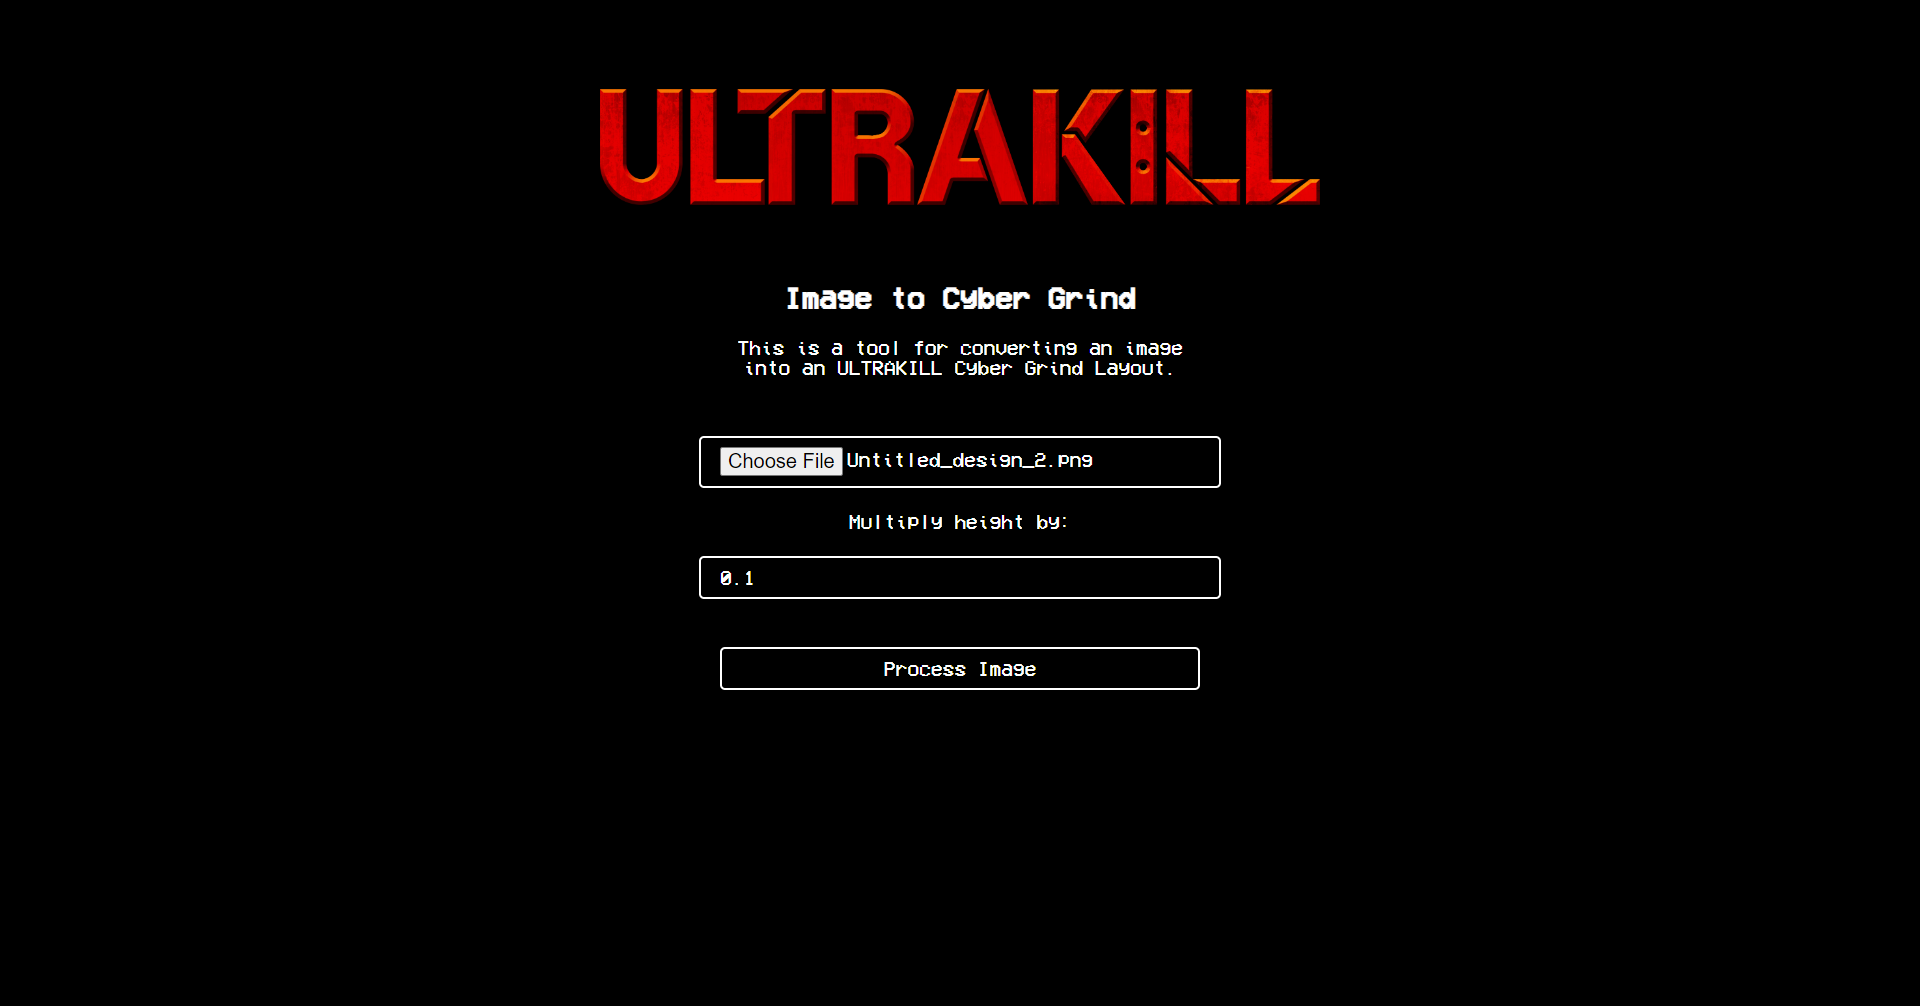 ULTRAKILL
Image to Cyber Grind
This is a tool for converting an image
into an ULTRAKILL Cyber Grind Layout.
Choose File Untitled_design_2.png
Multiply height by:
0.1
Process Image